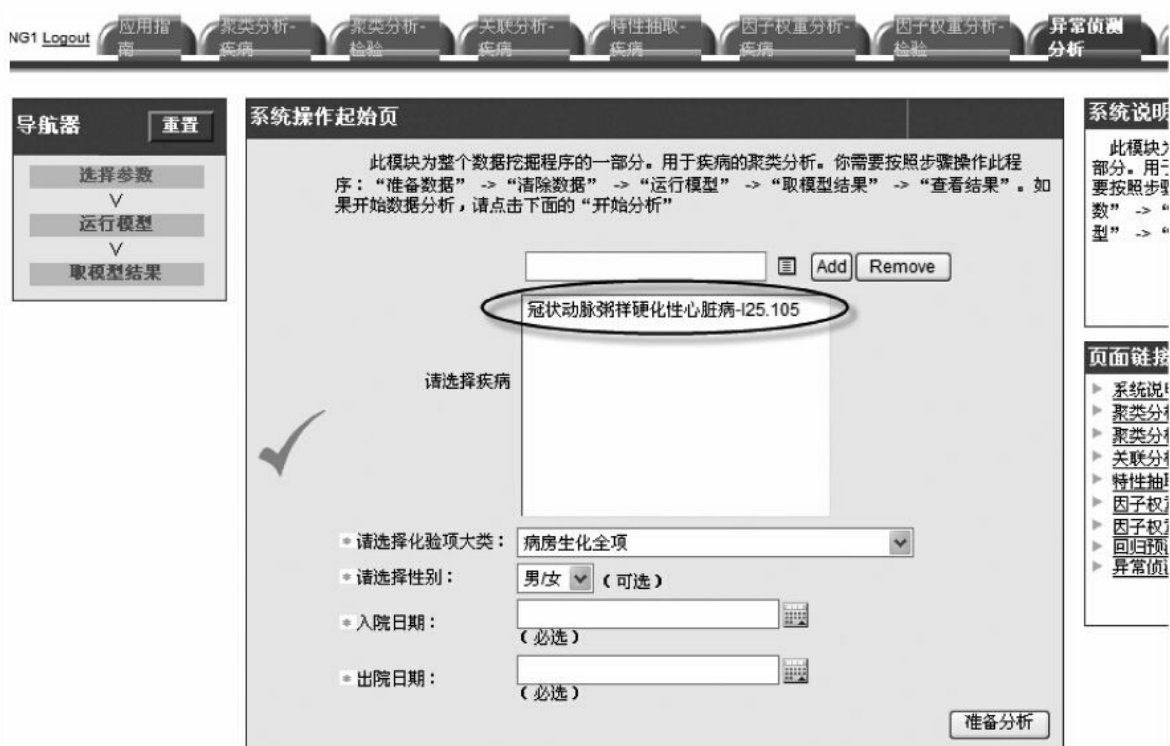 NG1 Logout
应用指南
聚类分析-疾病
聚类分析-检验
关联分析-疾病
特性抽取-疾病
因子权重分析-疾病
因子权重分析-检验
异常侦测分析
导航器
重置
选择参数
∨
运行模型
∨
取模型结果
系统操作起始页
此模块为整个数据挖掘程序的一部分。用于疾病的聚类分析。你需要按照步骤操作此程
序：“准备数据” -> “清除数据” -> “运行模型” -> “取模型结果” -> “查看结果”。如
果开始数据分析，请点击下面的“开始分析”
Add Remove
冠状动脉粥样硬化性心脏病-I25.105
请选择疾病
请选择化验项大类： 病房生化全项
请选择性别： 男/女 （可选）
入院日期：
（必选）
出院日期：
（必选）
准备分析
系统说明
此模块为
部分。用于
要按照步骤
数” -> “
型” -> “
页面链接
系统说明
聚类分析
聚类分析
关联分析
特性抽取
因子权重
因子权重
回归预测
异常侦测